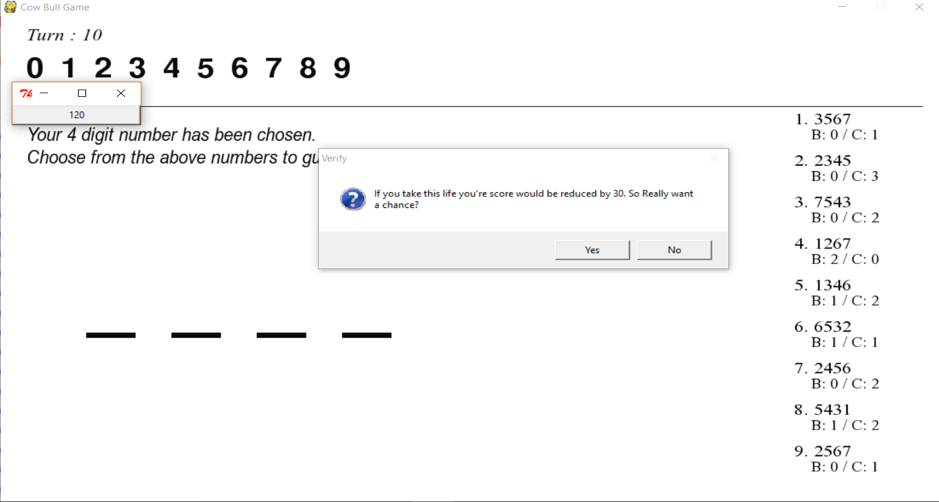 Cow Bull Game
Turn : 10
0 1 2 3 4 5 6 7 8 9
120
Your 4 digit number has been chosen.
Choose from the above numbers to gu
Verify
If you take this life you're score would be reduced by 30. So Really want
a chance?
Yes No
1. 3567
B: 0 / C: 1
2. 2345
B: 0 / C: 3
3. 7543
B: 0 / C: 2
4. 1267
B: 2 / C: 0
5. 1346
B: 1 / C: 2
6. 6532
B: 1 / C: 1
7. 2456
B: 0 / C: 2
8. 5431
B: 1 / C: 2
9. 2567
B: 0 / C: 1